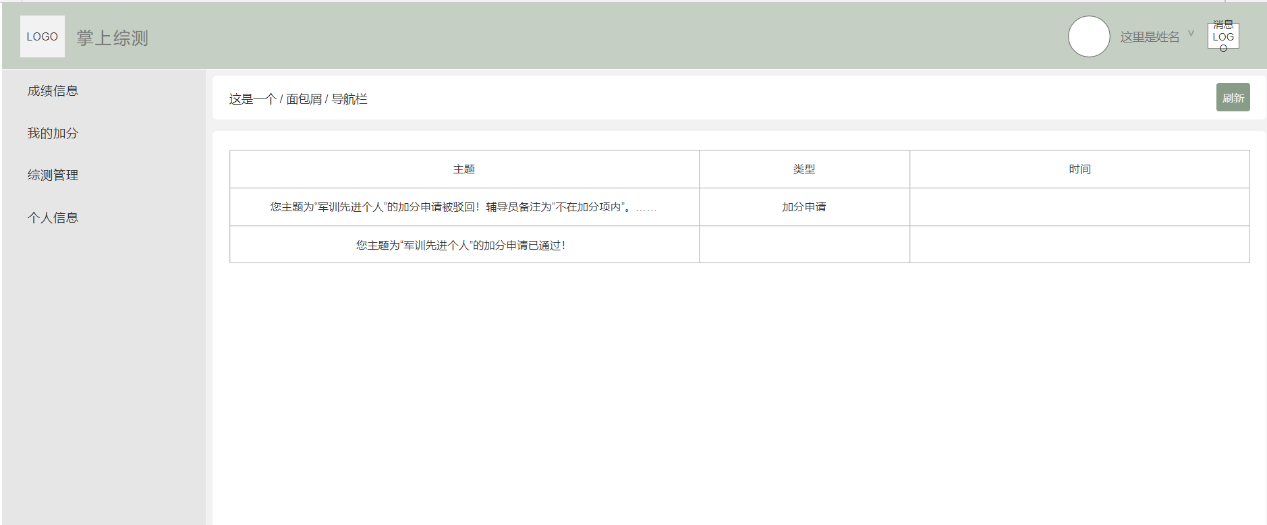 LOGO
掌上综测
这里是姓名 ∨
消息
LOG
O
成绩信息
我的加分
综测管理
个人信息
这是一个 / 面包屑 / 导航栏
刷新
主题 类型 时间
您主题为“军训先进个人”的加分申请被驳回！辅导员备注为“不在加分项内”。…… 加分申请
您主题为“军训先进个人”的加分申请已通过！